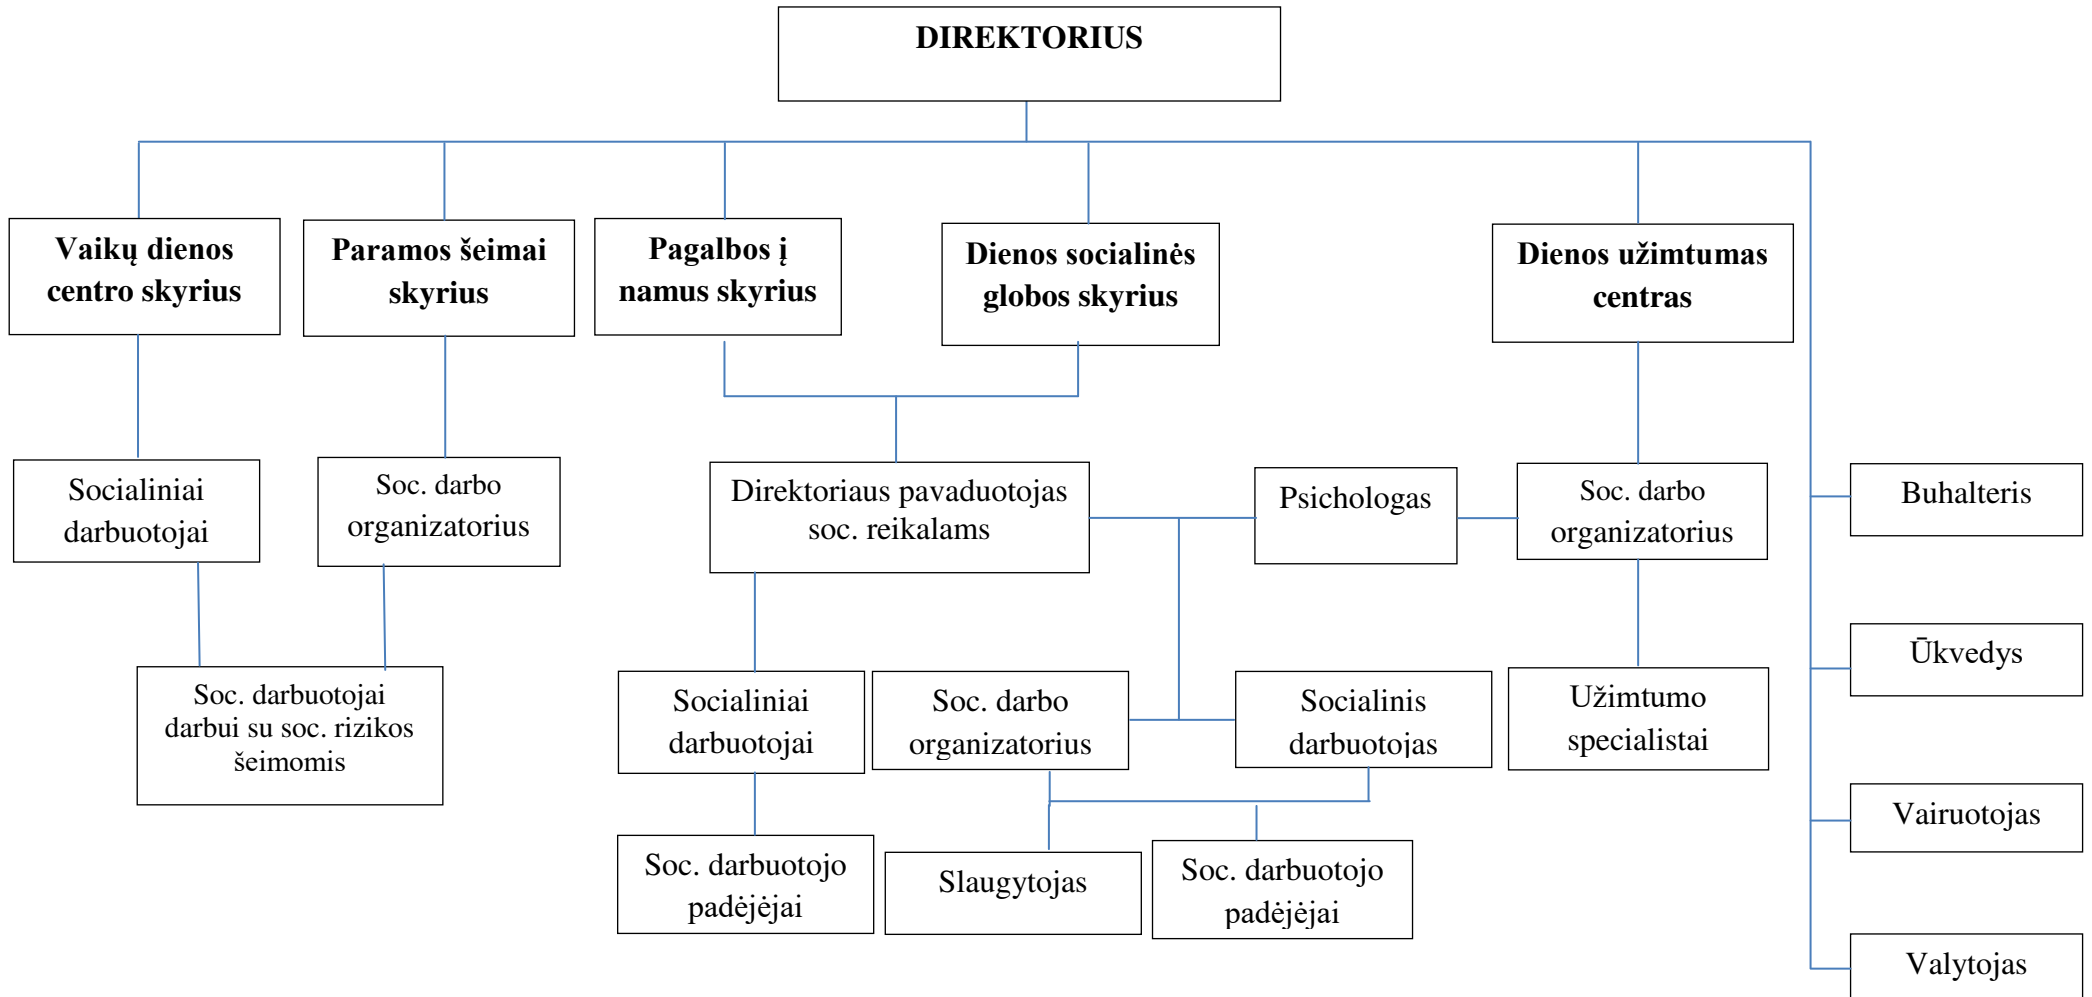 DIREKTORIUS
Vaikų dienos
centro skyrius
Paramos šeimai
skyrius
Pagalbos į
namus skyrius
Dienos socialinės
globos skyrius
Dienos užimtumas
centras
Socialiniai
darbuotojai
Soc. darbo
organizatorius
Direktoriaus pavaduotojas
soc. reikalams
Psichologas
Soc. darbo
organizatorius
Buhalteris
Ūkvedys
Soc. darbuotojai
darbui su soc. rizikos
šeimomis
Socialiniai
darbuotojai
Soc. darbo
organizatorius
Socialinis
darbuotojas
Užimtumo
specialistai
Vairuotojas
Soc. darbuotojo
padėjėjai
Slaugytojas
Soc. darbuotojo
padėjėjai
Valytojas